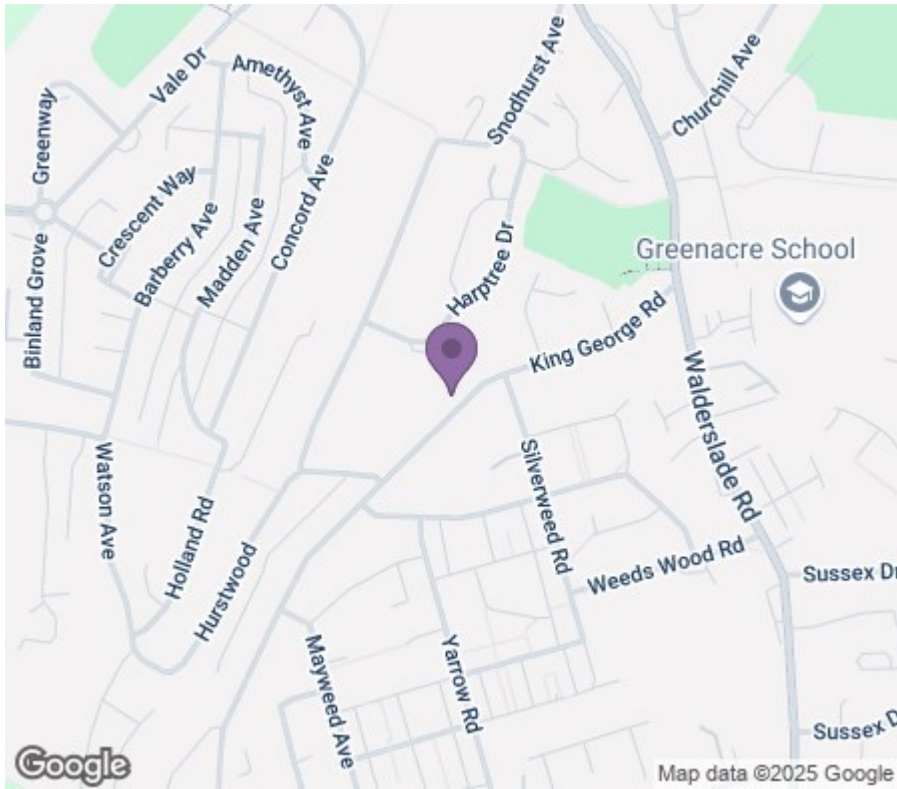 Snodhurst Ave
Vale Dr
Amethyst Ave
Churchill Ave
Greenway
Concord Ave
Crescent Way
Barberry Ave
Madden Ave
Greenacre School
Harptree Dr
Binland Grove
King George Rd
Walderslade Rd
Watson Ave
Silverweed Rd
Holland Rd
Hurstwood
Weeds Wood Rd
Sussex Dr
Mayweed Ave
Yarrow Rd
Sussex D
Google
Map data ©2025 Google